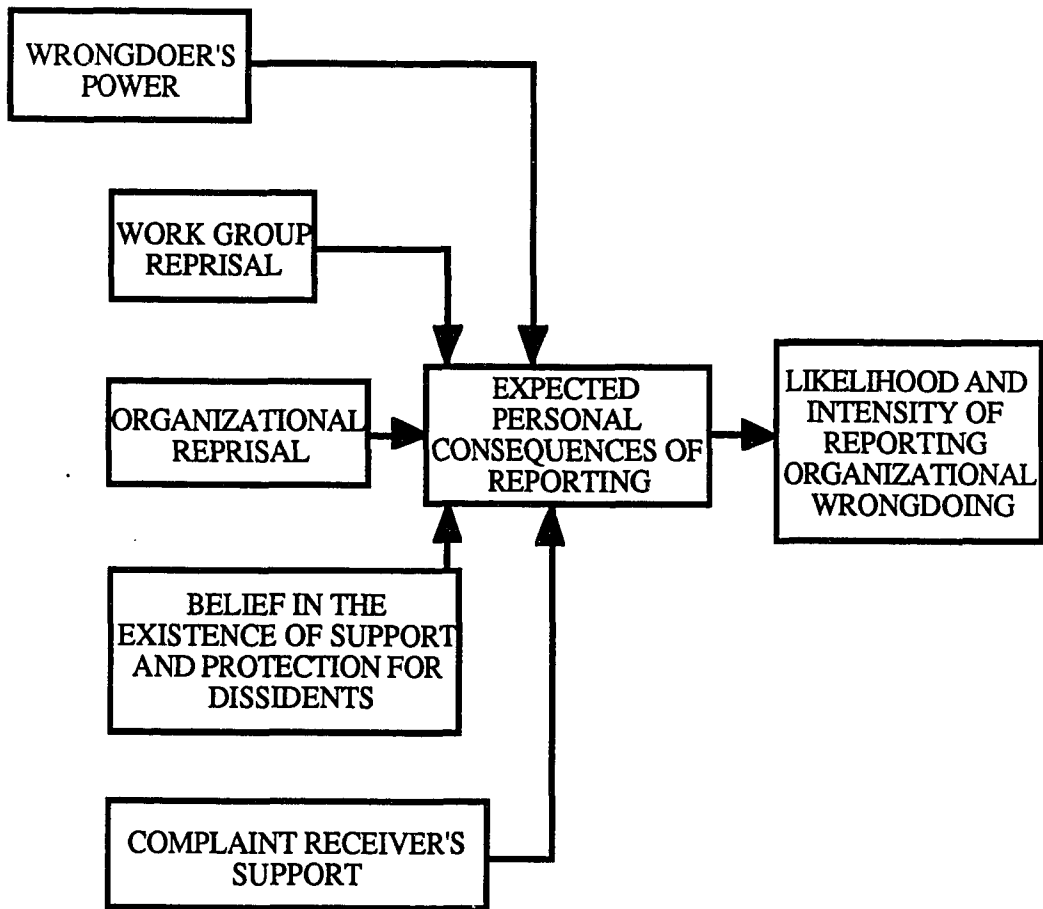 WRONGDOER'S
POWER
WORK GROUP
REPRISAL
ORGANIZATIONAL
REPRISAL
EXPECTED
PERSONAL
CONSEQUENCES OF
REPORTING
LIKELIHOOD AND
INTENSITY OF
REPORTING
ORGANIZATIONAL
WRONGDOING
BELIEF IN THE
EXISTENCE OF SUPPORT
AND PROTECTION FOR
DISSIDENTS
COMPLAINT RECEIVER'S
SUPPORT